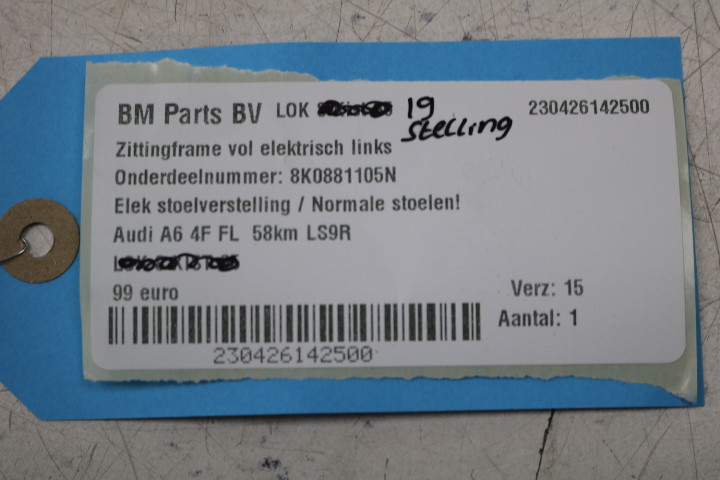 BM Parts BV LOK 19 230426142500
stelling
Zittingframe vol elektrisch links
Onderdeelnummer: 8K0881105N
Elek stoelverstelling / Normale stoelen!
Audi A6 4F FL 58km LS9R
99 euro Verz: 15
Aantal: 1
230426142500